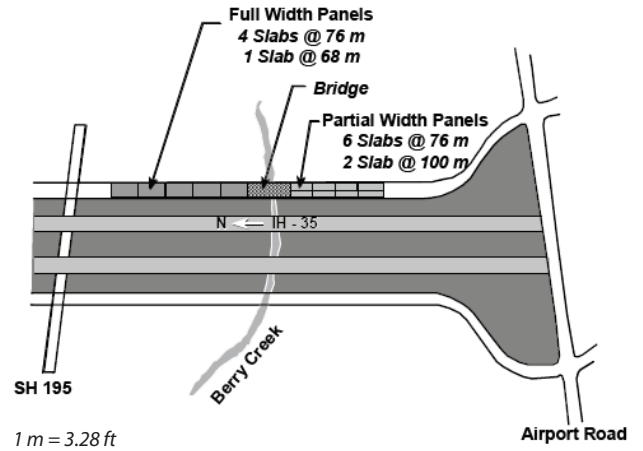 Full Width Panels
4 Slabs @ 76 m
1 Slab @ 68 m
Bridge
Partial Width Panels
6 Slabs @ 76 m
2 Slab @ 100 m
N IH - 35
Berry Creek
SH 195
Airport Road
1 m = 3.28 ft